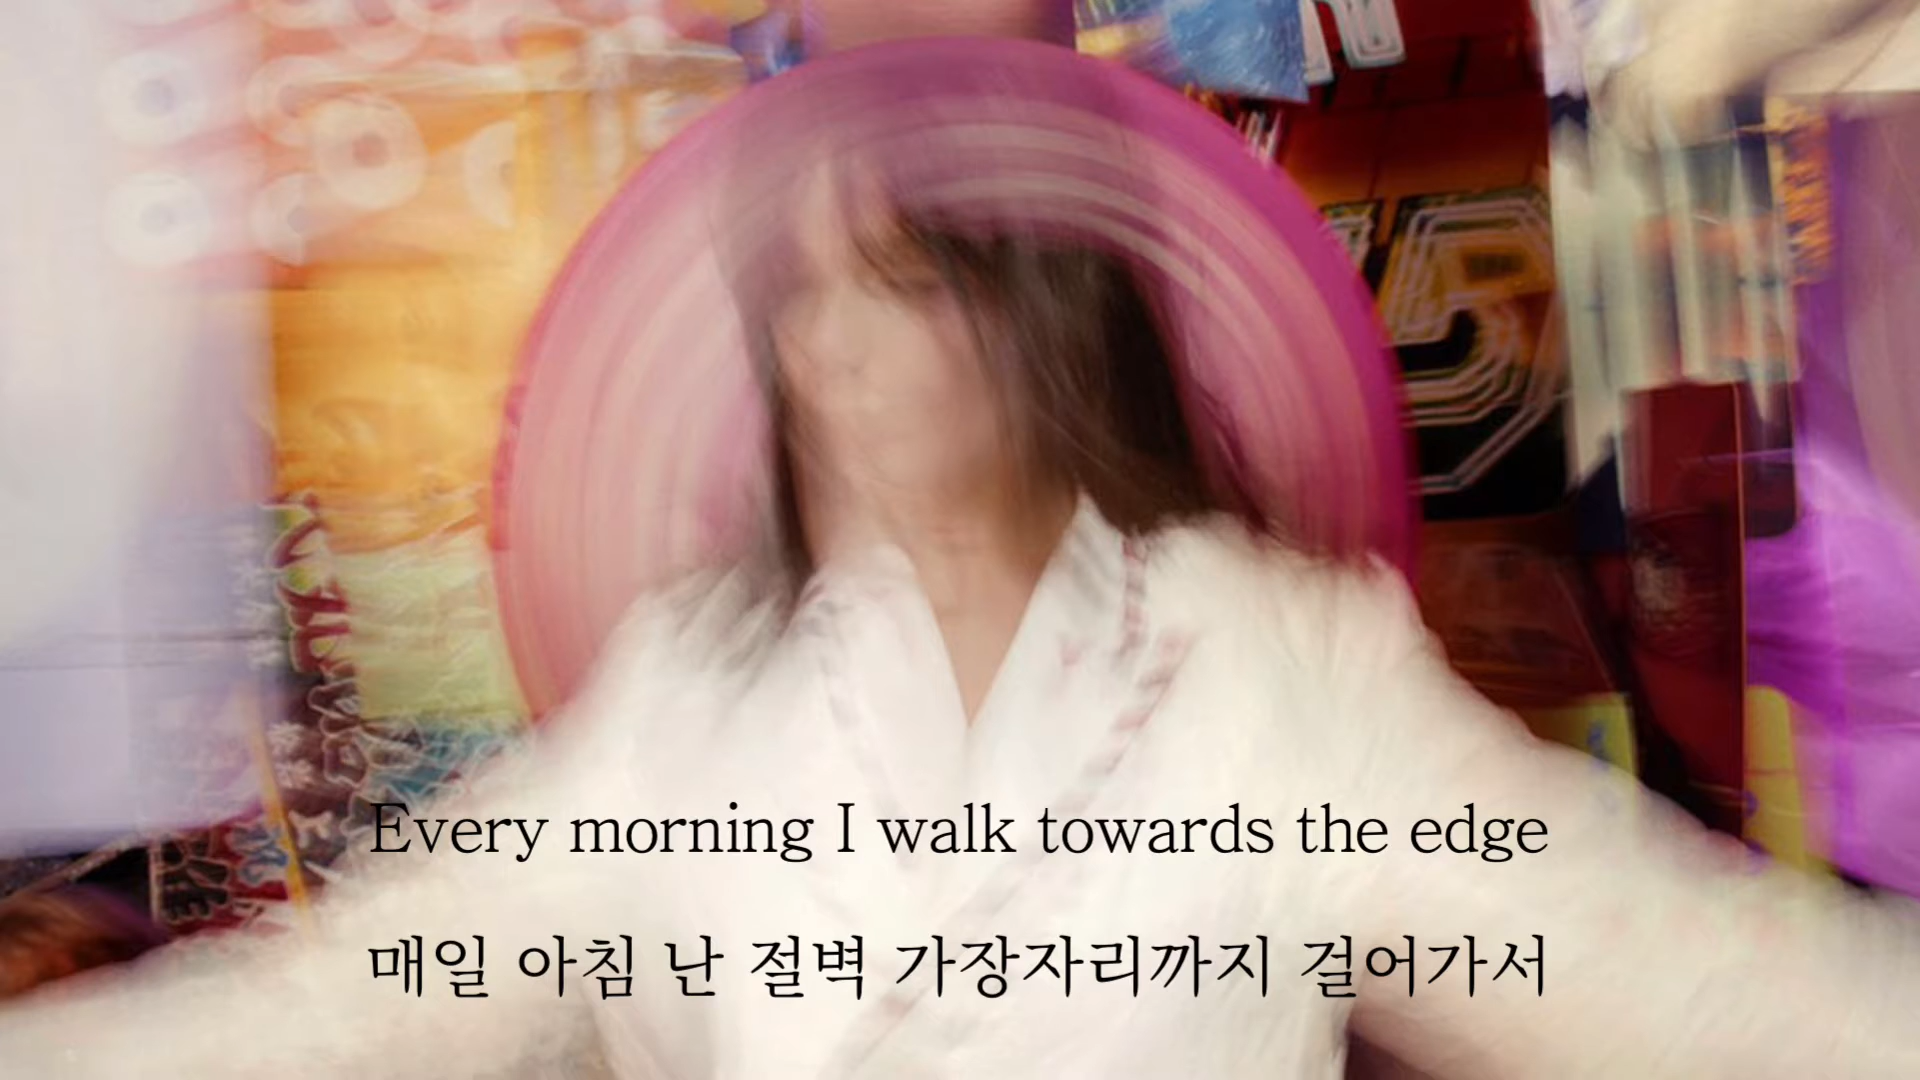 Every morning I walk towards the edge
매일 아침 난 절벽 가장자리까지 걸어가서